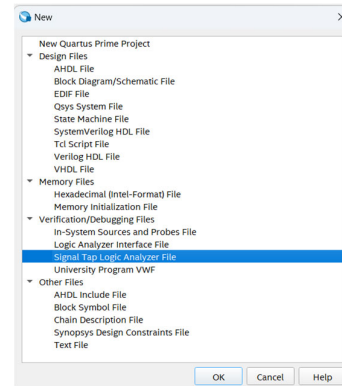 New
New Quartus Prime Project
Design Files
AHDL File
Block Diagram/Schematic File
EDIF File
Qsys System File
State Machine File
SystemVerilog HDL File
Tcl Script File
Verilog HDL File
VHDL File
Memory Files
Hexadecimal (Intel-Format) File
Memory Initialization File
Verification/Debugging Files
In-System Sources and Probes File
Logic Analyzer Interface File
Signal Tap Logic Analyzer File
University Program VWF
Other Files
AHDL Include File
Block Symbol File
Chain Description File
Synopsys Design Constraints File
Text File
OK Cancel Help